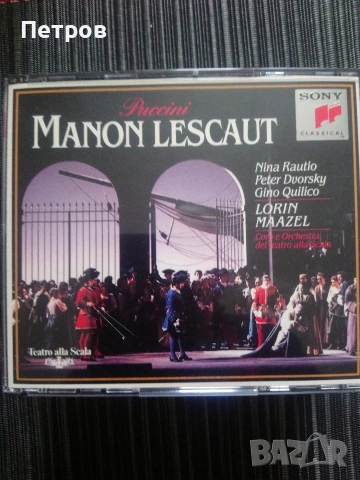 Петров
Puccini
MANON LESCAUT
SONY
CLASSICAL
Nina Rautio
Peter Dvorsky
Gino Quilico
LORIN
MAAZEL
Coro e Orchestra
del Teatro alla Scala
Teatro alla Scala
BAZAR